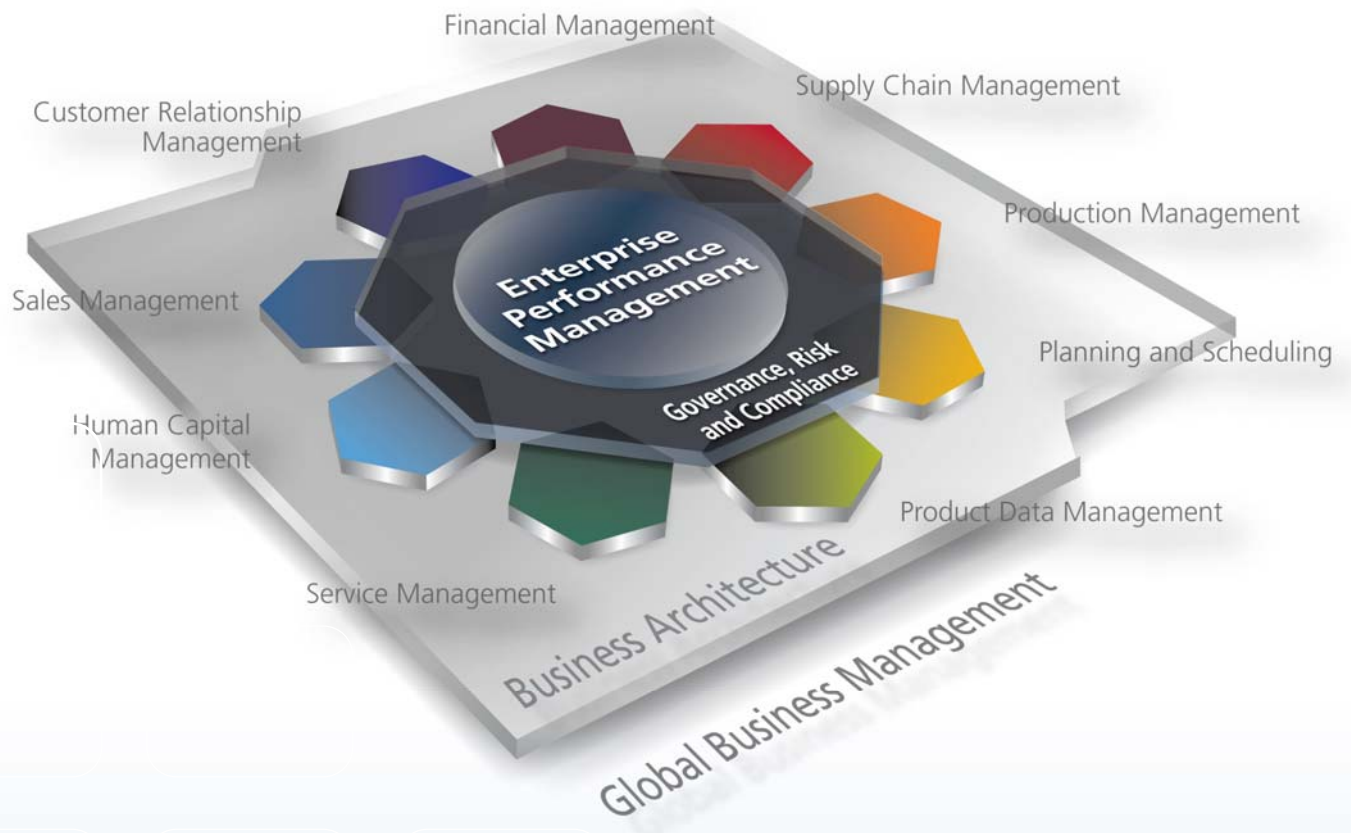 Financial Management
Supply Chain Management
Customer Relationship
Management
Production Management
Enterprise
Performance
Management
Sales Management
Planning and Scheduling
Governance, Risk
and Compliance
Human Capital
Management
Product Data Management
Service Management
Business Architecture
Global Business Management